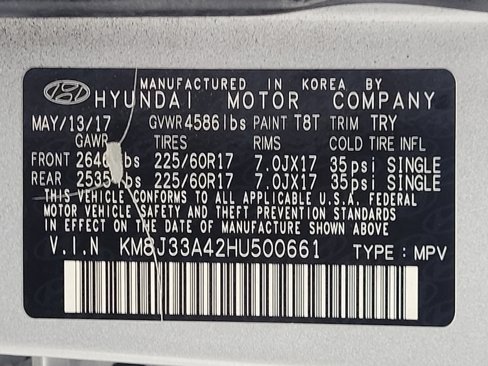 MANUFACTURED IN KOREA BY
HYUNDAI MOTOR COMPANY
MAY/13/17 GVWR 4586lbs PAINT T8T TRIM TRY
GAWR TIRES RIMS COLD TIRE INFL
FRONT 225/60R17 7.0JX17 35psi SINGLE
REAR 225/60R17 7.0JX17 35psi SINGLE
THIS VEHICLE CONFORMS TO ALL APPLICABLE U.S.A. FEDERAL
MOTOR VEHICLE SAFETY AND THEFT PREVENTION STANDARDS
IN EFFECT ON THE DATE OF MANUFACTURE SHOWN ABOVE.
V.I.N KM8J33A42HU500661 TYPE : MPV